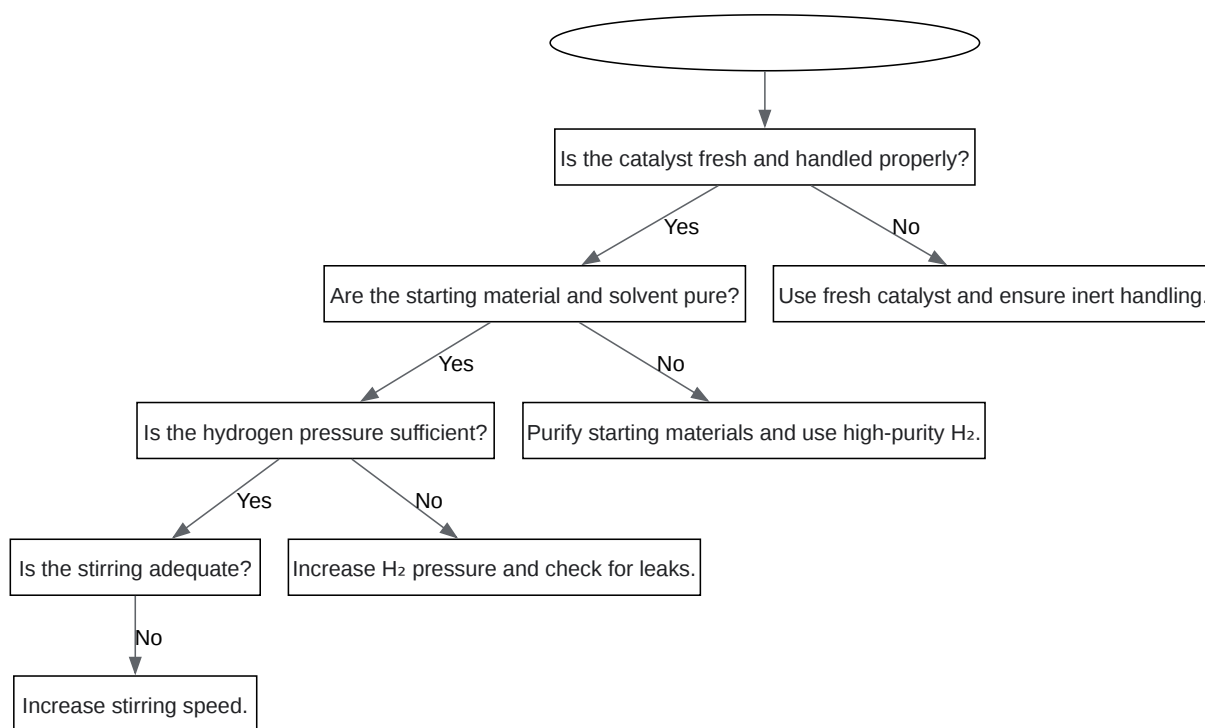 Is the catalyst fresh and handled properly?
Yes
No
Are the starting material and solvent pure?
Use fresh catalyst and ensure inert handling.
Yes
No
Is the hydrogen pressure sufficient?
Purify starting materials and use high-purity H₂.
Yes
No
Is the stirring adequate?
Increase H₂ pressure and check for leaks.
No
Increase stirring speed.